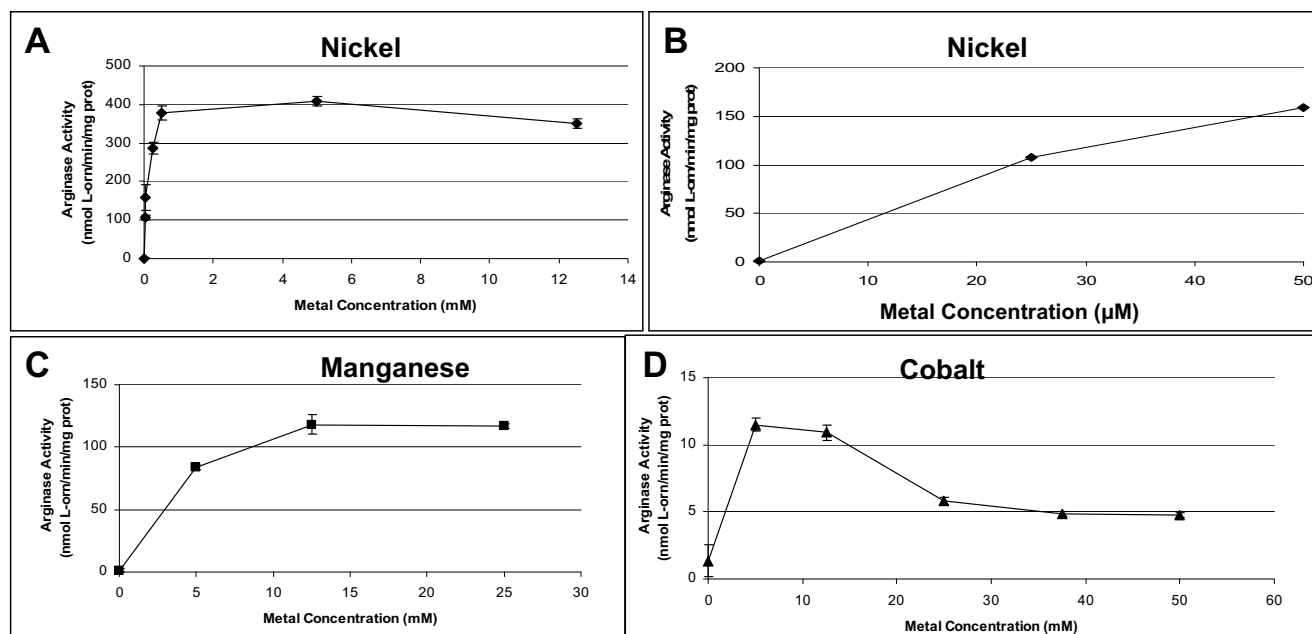 A
Nickel
500
400
300
200
100
0
0 2 4 6 8 10 12 14
Arginase Activity
(nmol L-orn/min/mg prot)
Metal Concentration (mM)
B
Nickel
200
150
100
50
0
0 10 20 30 40 50
Arginase Activity
(nmol L-orn/min/mg prot)
Metal Concentration (µM)
C
Manganese
150
100
50
0
0 5 10 15 20 25 30
Arginase Activity
(nmol L-orn/min/mg prot)
Metal Concentration (mM)
D
Cobalt
15
10
5
0
0 10 20 30 40 50 60
Arginase Activity
(nmol L-orn/min/mg prot)
Metal Concentration (mM)